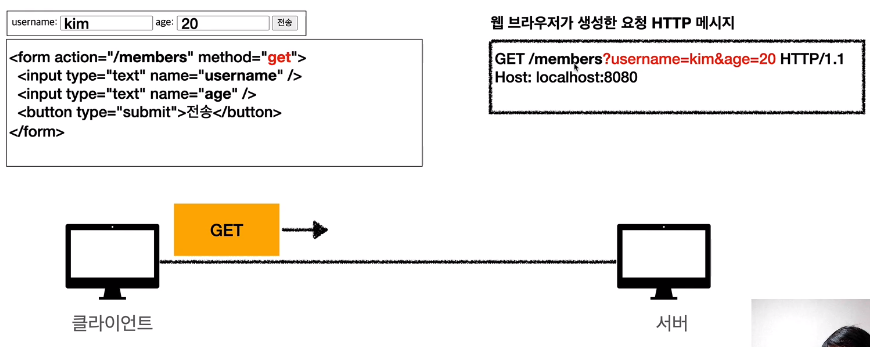 username: kim age: 20 전송
<form action="/members" method="get">
<input type="text" name="username" />
<input type="text" name="age" />
<button type="submit">전송</button>
</form>
웹 브라우저가 생성한 요청 HTTP 메시지
GET /members?username=kim&age=20 HTTP/1.1
Host: localhost:8080
GET
클라이언트
서버